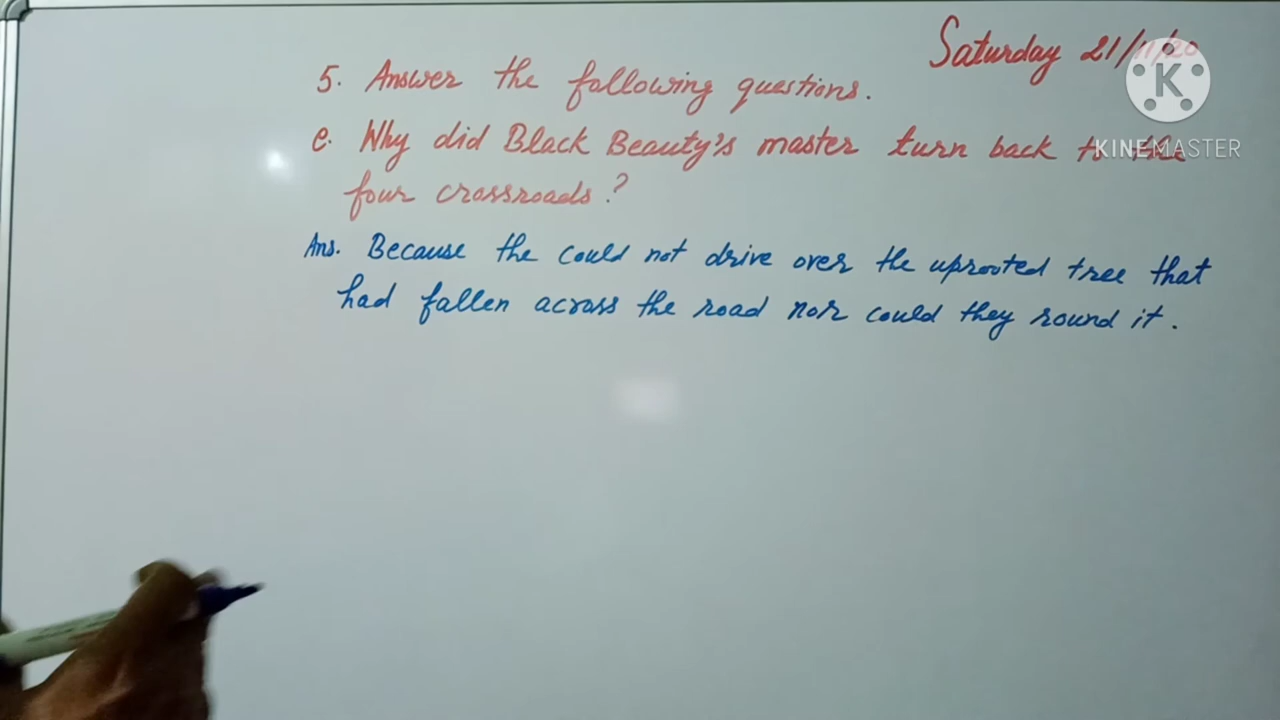 Saturday 21/11/20
5. Answer the following questions.
e. Why did Black Beauty's master turn back to the
four crossroads?
Ans. Because the could not drive over the uprooted tree that
had fallen across the road nor could they round it.
K
KINEMASTER